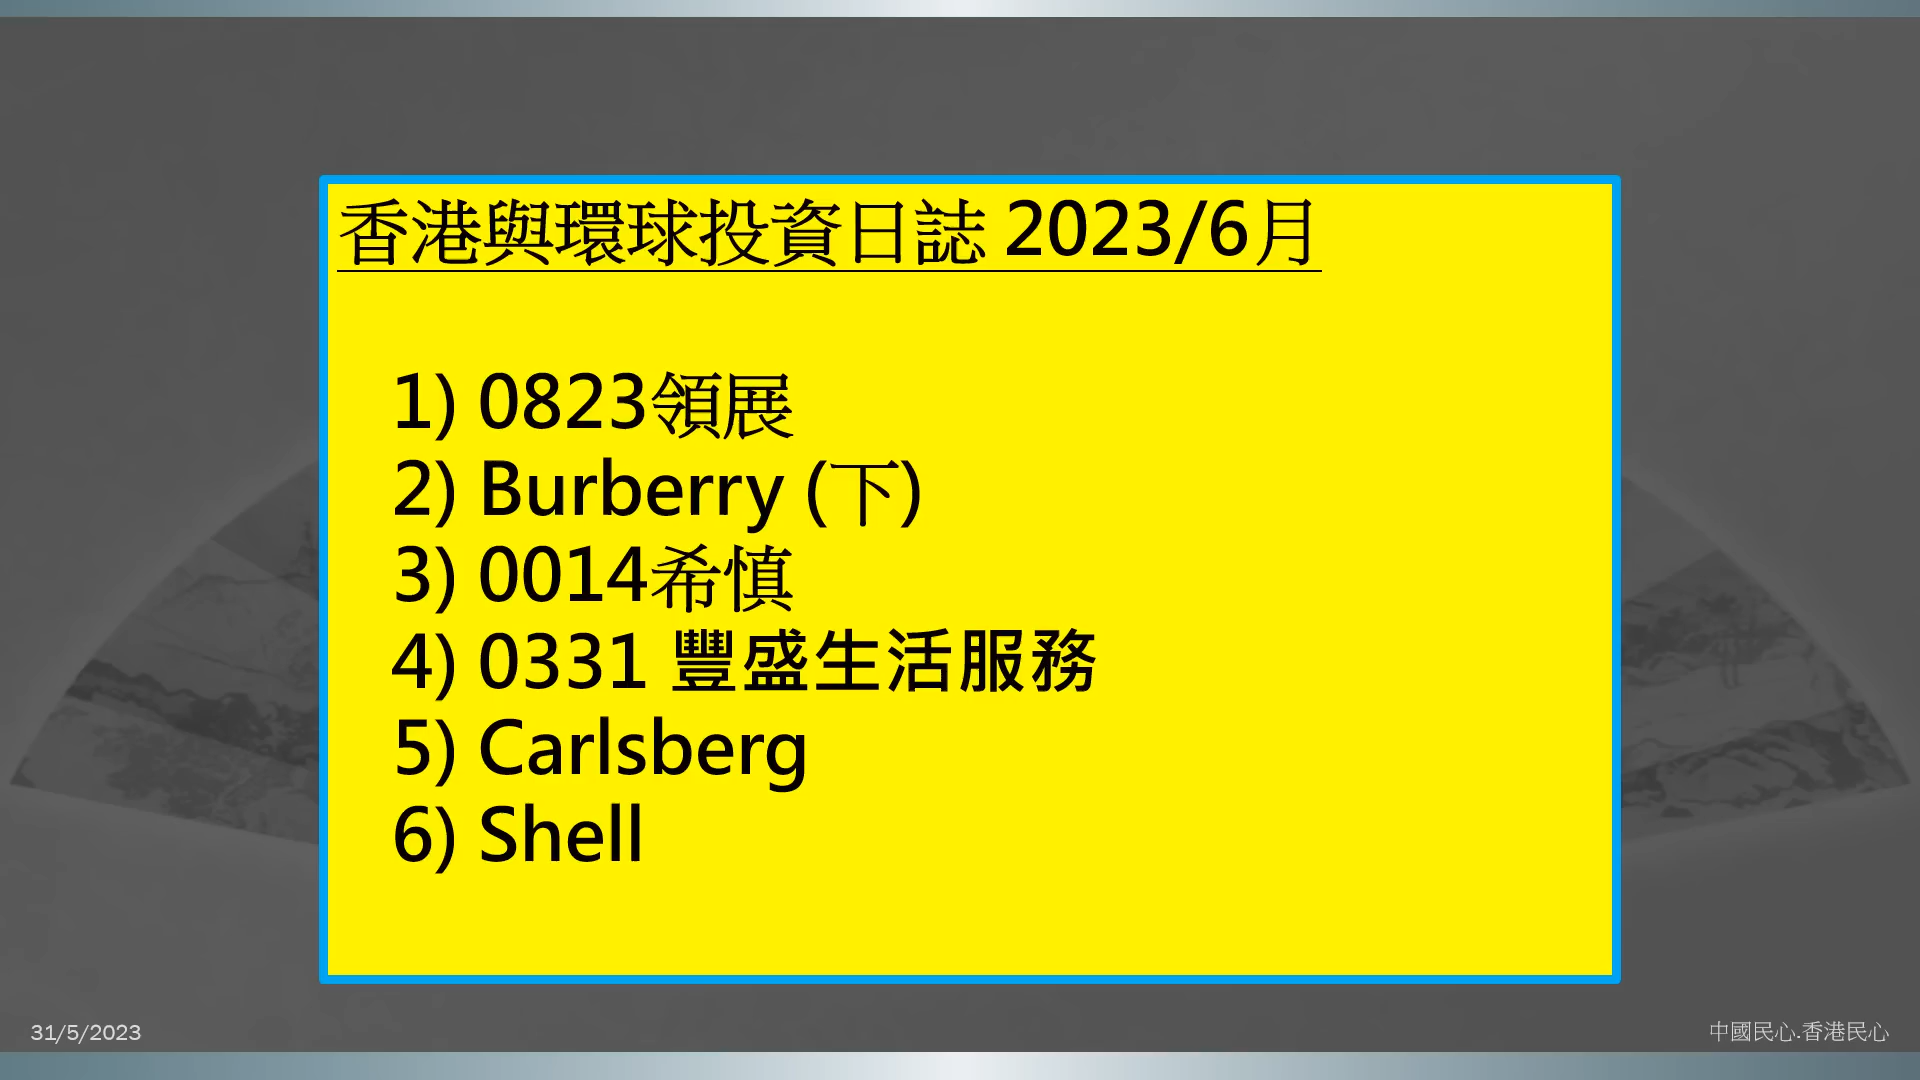 香港與環球投資日誌 2023/6月
1) 0823領展
2) Burberry (下)
3) 0014希慎
4) 0331 豐盛生活服務
5) Carlsberg
6) Shell
31/5/2023
中國民心.香港民心